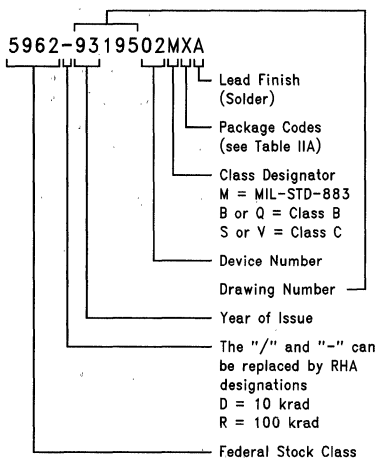 5962-9319502MXA
Lead Finish
(Solder)
Package Codes
(see Table IIA)
Class Designator
M = MIL-STD-883
B or Q = Class B
S or V = Class C
Device Number
Drawing Number
Year of Issue
The "/" and "-" can
be replaced by RHA
designations
D = 10 krad
R = 100 krad
Federal Stock Class